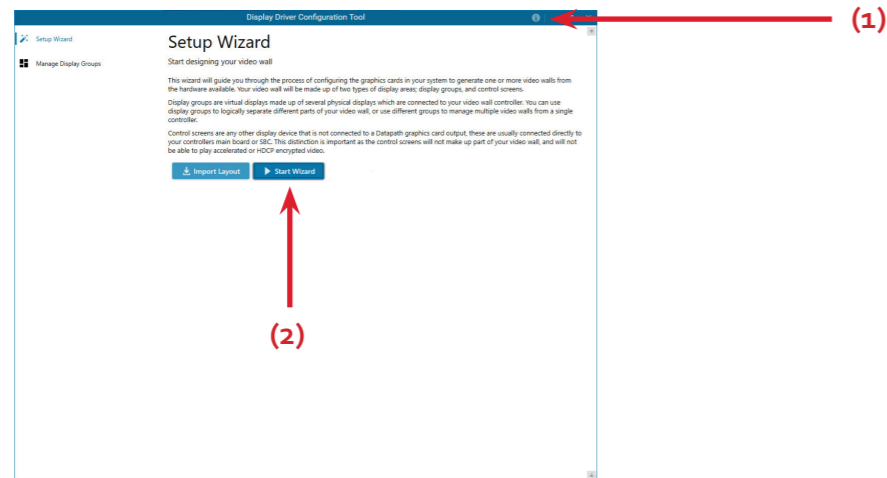 Display Driver Configuration Tool
(1)
Setup Wizard
Manage Display Groups
Setup Wizard
Start designing your video wall
This wizard will guide you through the process of configuring the graphics cards in your system to generate one or more video walls from
the hardware available. Your video wall will be made up of two types of display areas; display groups, and control screens.
Display groups are virtual displays made up of several physical displays which are connected to your video wall controller. You can use
display groups to logically separate different parts of your video wall, or use different groups to manage multiple video walls from a single
controller.
Control screens are any other display device that is not connected to a Datapath graphics card output, these are usually connected directly to
your controllers main board or SBC. This distinction is important as the control screens will not make up part of your video wall, and will not
be able to play accelerated or HDCP encrypted video.
Import Layout
Start Wizard
(2)